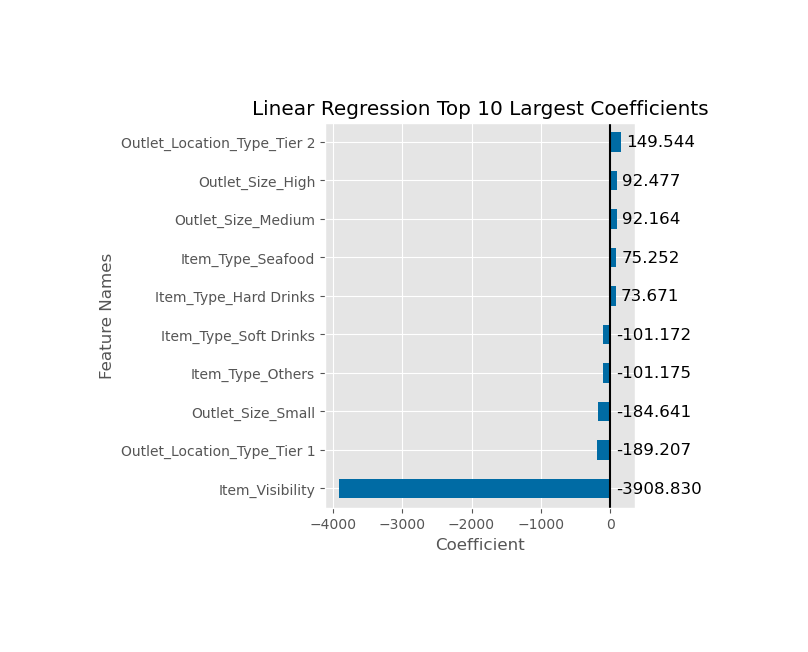 Linear Regression Top 10 Largest Coefficients
Feature Names
Outlet_Location_Type_Tier 2 149.544
Outlet_Size_High 92.477
Outlet_Size_Medium 92.164
Item_Type_Seafood 75.252
Item_Type_Hard Drinks 73.671
Item_Type_Soft Drinks -101.172
Item_Type_Others -101.175
Outlet_Size_Small -184.641
Outlet_Location_Type_Tier 1 -189.207
Item_Visibility -3908.830
−4000 −3000 −2000 −1000 0
Coefficient